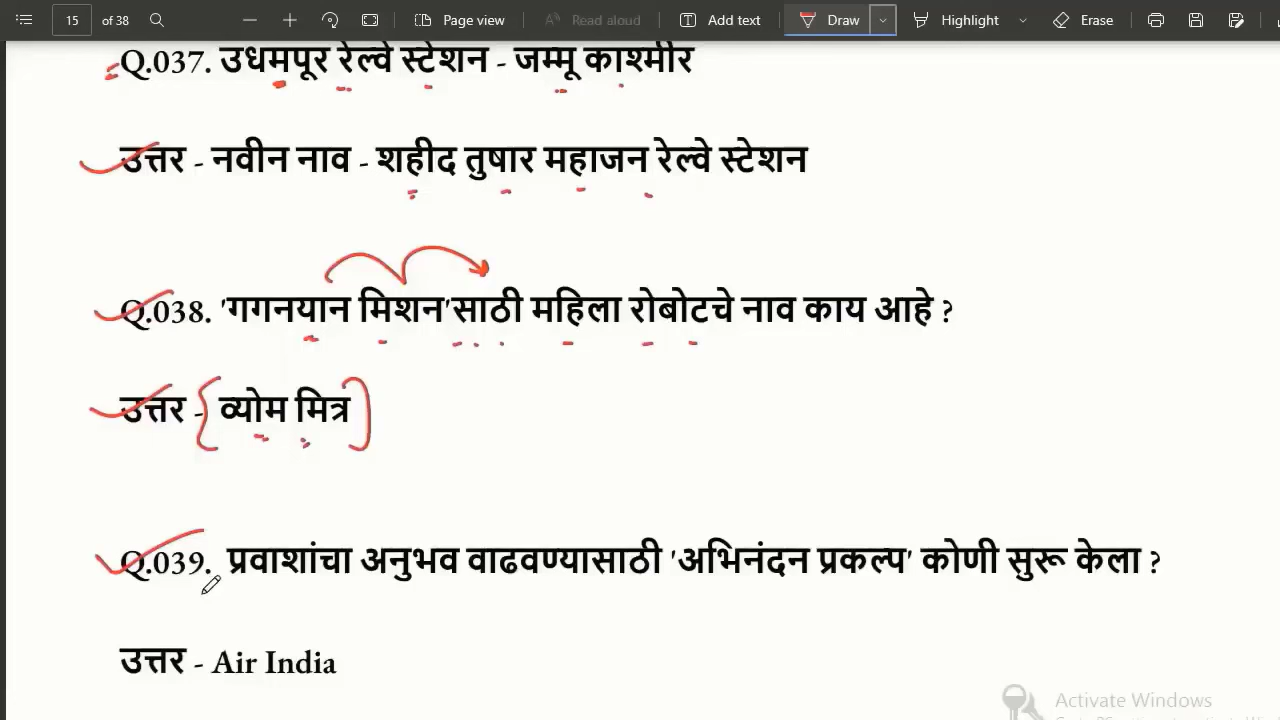 15 of 38 Page view Read aloud Add text Draw Highlight Erase
Q.037. उधमपूर रेल्वे स्टेशन - जम्मू काश्मीर
उत्तर - नवीन नाव - शहीद तुषार महाजन रेल्वे स्टेशन
Q.038. 'गगनयान मिशन'साठी महिला रोबोटचे नाव काय आहे ?
उत्तर - व्योम मित्र
Q.039. प्रवाशांचा अनुभव वाढवण्यासाठी 'अभिनंदन प्रकल्प' कोणी सुरू केला ?
उत्तर - Air India
Activate Windows